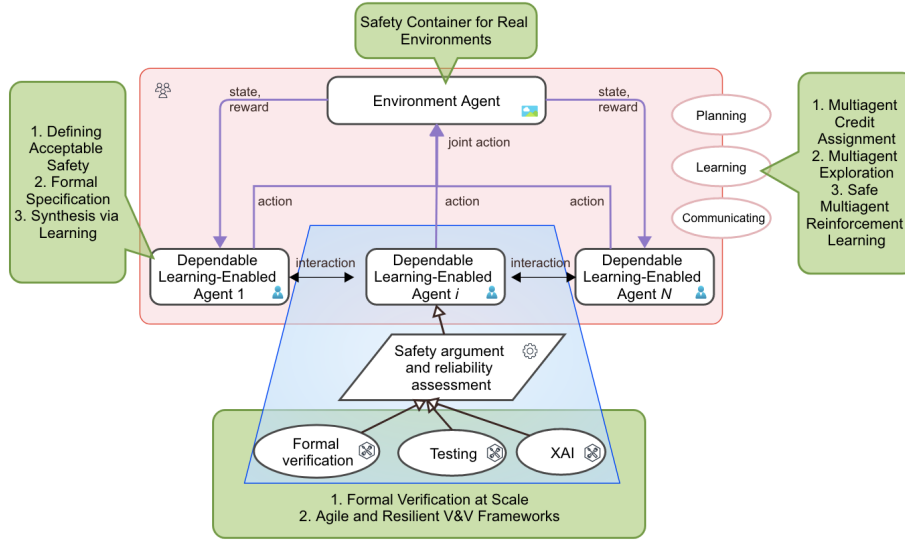 Safety Container for Real
Environments
Environment Agent
state,
reward
state,
reward
joint action
action
action
action
Planning
Learning
Communicating
1. Defining
Acceptable
Safety
2. Formal
Specification
3. Synthesis via
Learning
1. Multiagent
Credit
Assignment
2. Multiagent
Exploration
3. Safe
Multiagent
Reinforcement
Learning
Dependable
Learning-Enabled
Agent 1
interaction
Dependable
Learning-Enabled
Agent i
interaction
Dependable
Learning-Enabled
Agent N
Safety argument
and reliability
assessment
Formal
verification
Testing
XAI
1. Formal Verification at Scale
2. Agile and Resilient V&V Frameworks